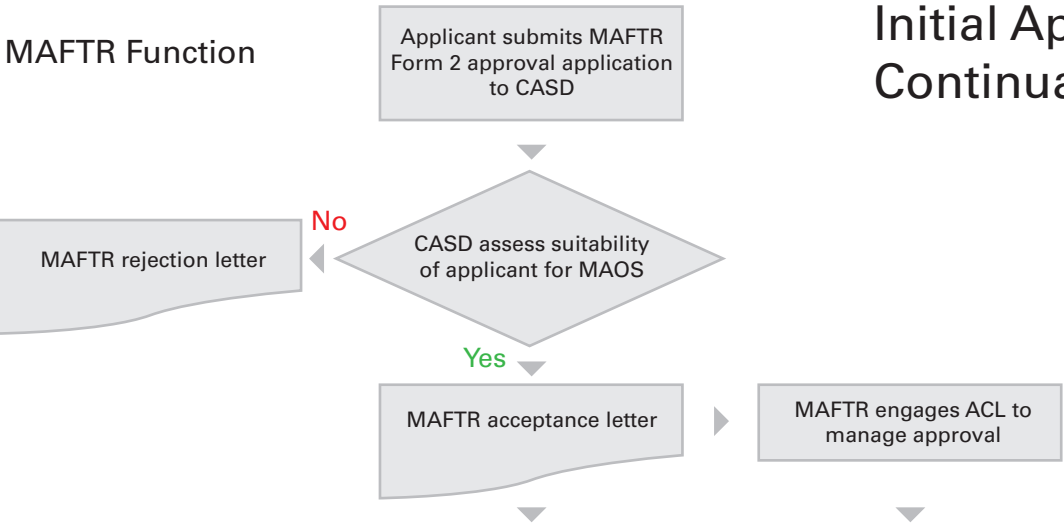 MAFTR Function
Applicant submits MAFTR
Form 2 approval application
to CASD
Initial Ap
Continua
No
MAFTR rejection letter
CASD assess suitability
of applicant for MAOS
Yes
MAFTR acceptance letter
MAFTR engages ACL to
manage approval